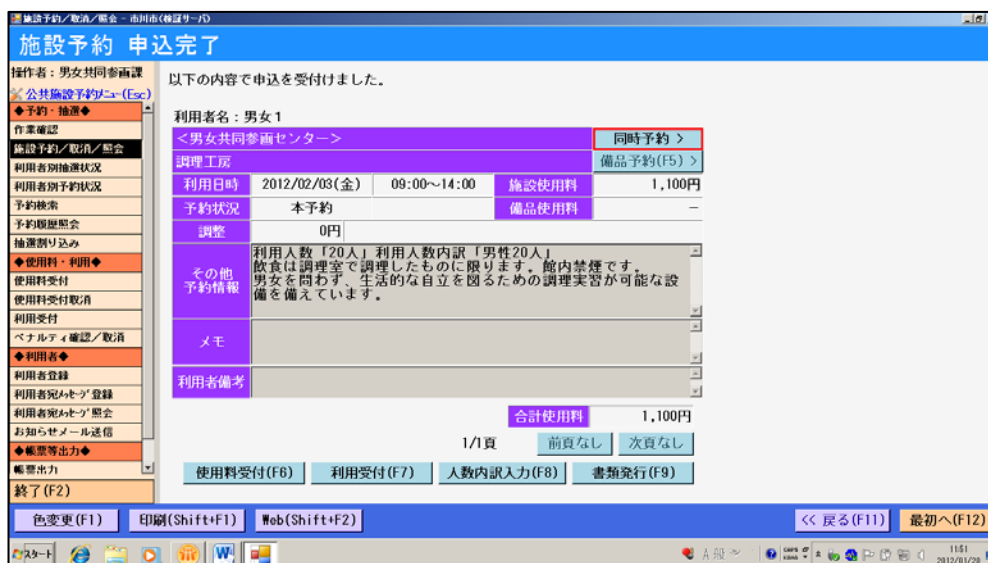 施設予約/取消/照会 - 市川市(検証サーバ)
施設予約 申込完了
操作者：男女共同参画課
公共施設予約ﾒﾆｭｰ(Esc)
◆予約・抽選◆
作業確認
施設予約/取消/照会
利用者別抽選状況
利用者別予約状況
予約検索
予約履歴照会
抽選割り込み
◆使用料・利用◆
使用料受付
使用料受付取消
利用受付
ペナルティ確認/取消
◆利用者◆
利用者登録
利用者宛ﾒｯｾｰｼﾞ登録
利用者宛ﾒｯｾｰｼﾞ照会
お知らせメール送信
◆帳票等出力◆
帳票出力
終了(F2)
以下の内容で申込を受付けました。
利用者名：男女１
＜男女共同参画センター＞ 同時予約 >
調理工房 備品予約(F5) >
利用日時 2012/02/03(金) 09:00～14:00 施設使用料 1,100円
予約状況 本予約 備品使用料 －
調整 0円
その他予約情報
利用人数「20人」利用人数内訳「男性20人」
飲食は調理室で調理したものに限ります。館内禁煙です。
男女を問わず、生活的な自立を図るための調理実習が可能な設
備を備えています。
メモ
利用者備考
合計使用料 1,100円
1/1頁 前頁なし 次頁なし
使用料受付(F6) 利用受付(F7) 人数内訳入力(F8) 書類発行(F9)
色変更(F1) 印刷(Shift+F1) Web(Shift+F2) << 戻る(F11) 最初へ(F12)
スタート A 般 CAPS KANA 11:51
2012/01/20